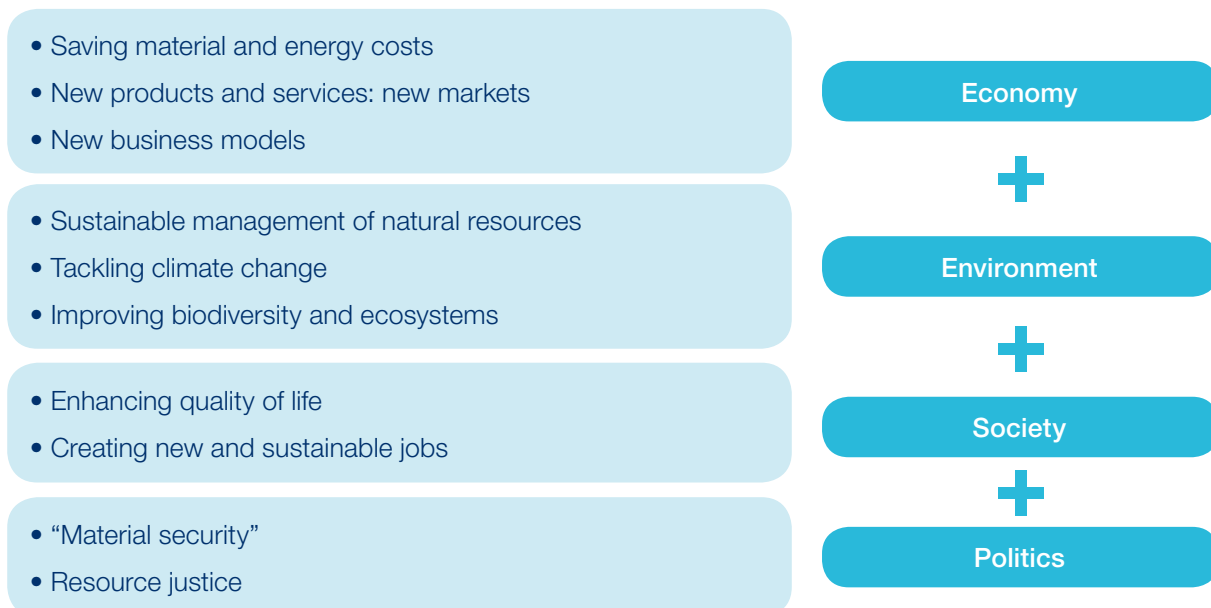 • Saving material and energy costs
• New products and services: new markets
• New business models
Economy
• Sustainable management of natural resources
• Tackling climate change
• Improving biodiversity and ecosystems
Environment
• Enhancing quality of life
• Creating new and sustainable jobs
Society
• “Material security”
• Resource justice
Politics